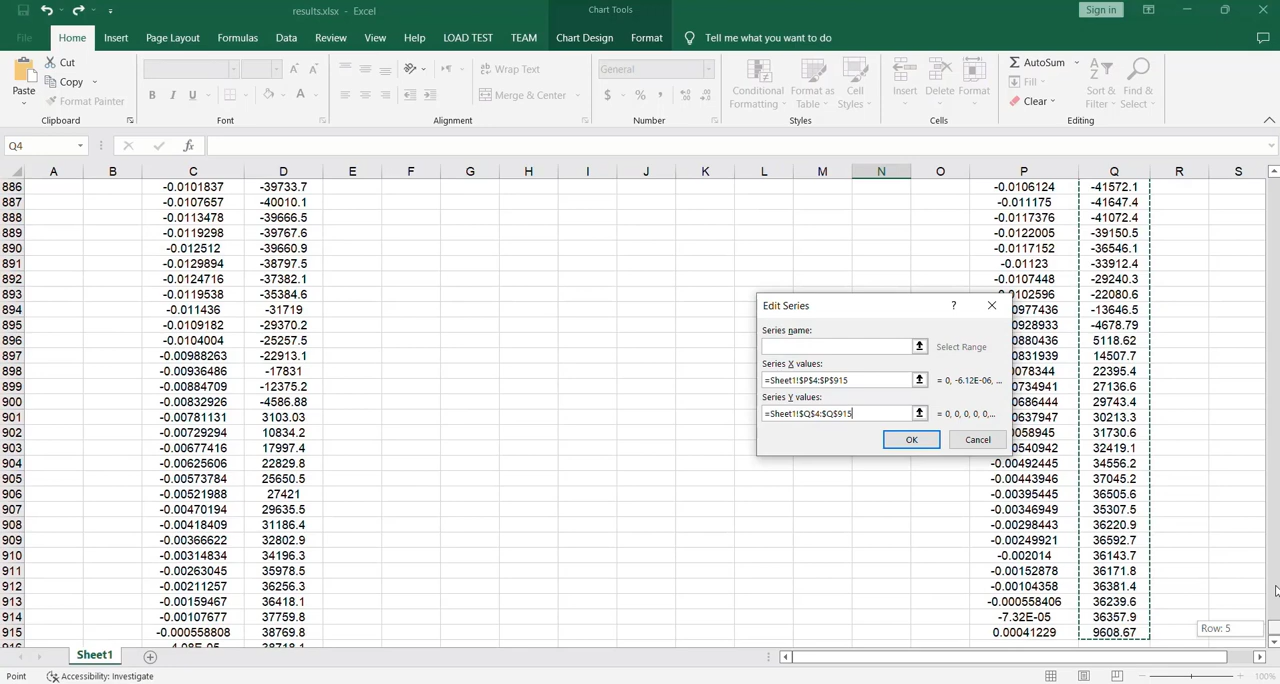 results.xlsx - Excel
Chart Tools
Sign in
File Home Insert Page Layout Formulas Data Review View Help LOAD TEST TEAM Chart Design Format Tell me what you want to do
Paste Cut Copy Format Painter
Clipboard
B I U A A A
Font
Wrap Text
Merge & Center
Alignment
General
$ % ,
Number
Conditional Formatting Format as Table Cell Styles
Styles
Insert Delete Format
Cells
AutoSum Fill Clear
Sort & Filter Find & Select
Editing
Q4 fx
A B C D E F G H I J K L M N O P Q R S
886 -0.0101837 -39733.7 -0.0106124 -41572.1
887 -0.0107657 -40010.1 -0.011175 -41647.4
888 -0.0113478 -39666.5 -0.0117376 -41072.4
889 -0.0119298 -39767.6 -0.0122005 -39150.5
890 -0.012512 -39660.9 -0.0117152 -36546.1
891 -0.0129894 -38797.5 -0.01123 -33912.4
892 -0.0124716 -37382.1 -0.0107448 -29240.3
893 -0.0119538 -35384.6 0102596 -22080.6
894 -0.011436 -31719 0977436 -13646.5
895 -0.0109182 -29370.2 0928933 -4678.79
896 -0.0104004 -25257.5 0880436 5118.62
897 -0.00988253 -22913.1 0831939 14507.7
898 -0.00936486 -17831 078344 22395.4
899 -0.00884709 -12375.2 0734941 27136.6
900 -0.00832926 -4586.88 0686444 29743.4
901 -0.00781131 3103.03 0637947 30213.3
902 -0.00729294 10834.2 058945 31730.6
903 -0.00677416 17997.4 0540942 32419.1
904 -0.00625606 22829.8 -0.00492445 34556.2
905 -0.00573784 25650.5 -0.00443946 37045.2
906 -0.00521988 27421 -0.00395445 36505.6
907 -0.00470194 29635.5 -0.00346949 35307.5
908 -0.00418409 31186.4 -0.00298443 36220.9
909 -0.00366622 32802.9 -0.00249921 36592.7
910 -0.00314834 34196.3 -0.002014 36143.7
911 -0.00263045 35978.5 -0.00152878 36171.8
912 -0.00211257 36256.3 -0.00104358 36381.4
913 -0.00159467 36418.1 -0.000558406 36239.6
914 -0.00107677 37759.8 -7.32E-05 36357.9
915 -0.000558808 38769.8 0.00041229 9608.67
Edit Series ?
Series name:
Select Range
Series X values:
=Sheet1!$P$4:$P$915 = 0, -6.12E-06, ...
Series Y values:
=Sheet1!$Q$4:$Q$915 = 0, 0, 0, 0, 0,...
OK Cancel
Row: 5
Sheet1
Point Accessibility: Investigate 100%